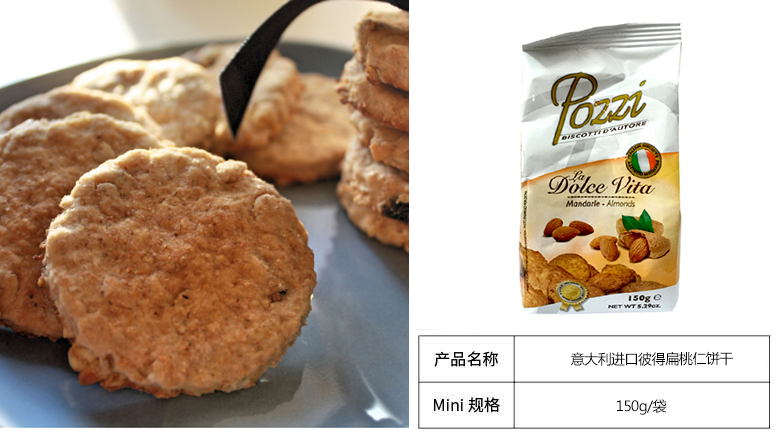 Pozzi
BISCOTTI D'AUTORE
La
Dolce Vita
Mandorle - Almonds
150g e
NET WT 5.29oz.
产品名称 意大利进口彼得扁桃仁饼干
Mini 规格 150g/袋